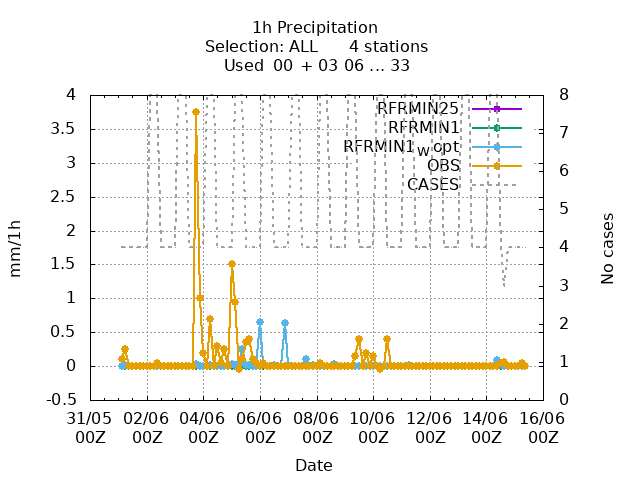 1h Precipitation
Selection: ALL 4 stations
Used 00 + 03 06 ... 33
mm/1h
4
3.5
3
2.5
2
1.5
1
0.5
0
-0.5
RFRMIN25
RFRMIN1
RFRMIN1_w_opt
OBS
CASES
8
7
6
5
4
3
2
1
0
No cases
31/05 02/06 04/06 06/06 08/06 10/06 12/06 14/06 16/06
00Z 00Z 00Z 00Z 00Z 00Z 00Z 00Z 00Z
Date